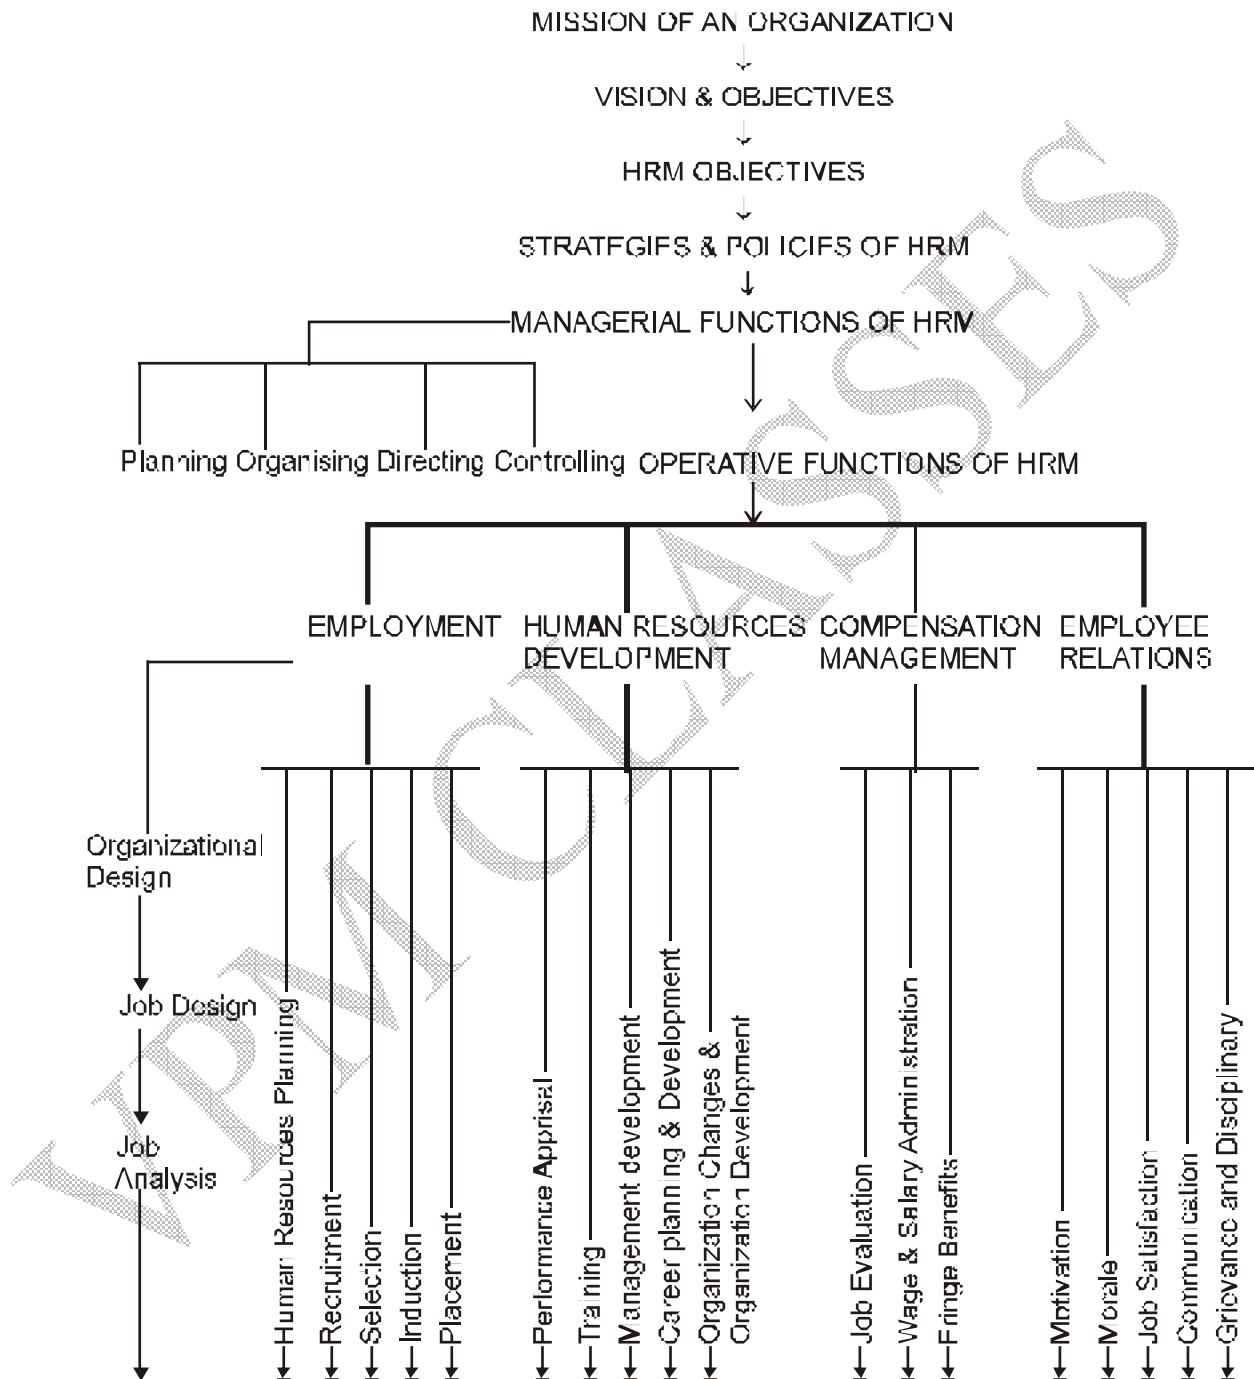 MISSION OF AN ORGANIZATION
VISION & OBJECTIVES
HRM OBJECTIVES
STRATEGIES & POLICIES OF HRM
MANAGERIAL FUNCTIONS OF HRM
Planning Organising Directing Controlling OPERATIVE FUNCTIONS OF HRM
EMPLOYMENT
HUMAN RESOURCES
DEVELOPMENT
COMPENSATION
MANAGEMENT
EMPLOYEE
RELATIONS
Organizational
Design
Job Design
Job
Analysis
Human Resources Planning
Recruitment
Selection
Induction
Placement
Performance Apprisal
Training
Management development
Career planning & Development
Organization Changes &
Organization Development
Job Evaluation
Wage & Salary Administration
Fringe Benefits
Motivation
Morale
Job Satisfaction
Communication
Grievance and Disciplinary
VPM CLASSES